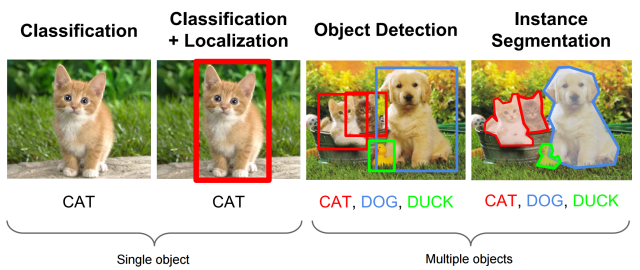 Classification
Classification
+ Localization
Object Detection
Instance
Segmentation
CAT
CAT
CAT, DOG, DUCK
CAT, DOG, DUCK
Single object
Multiple objects